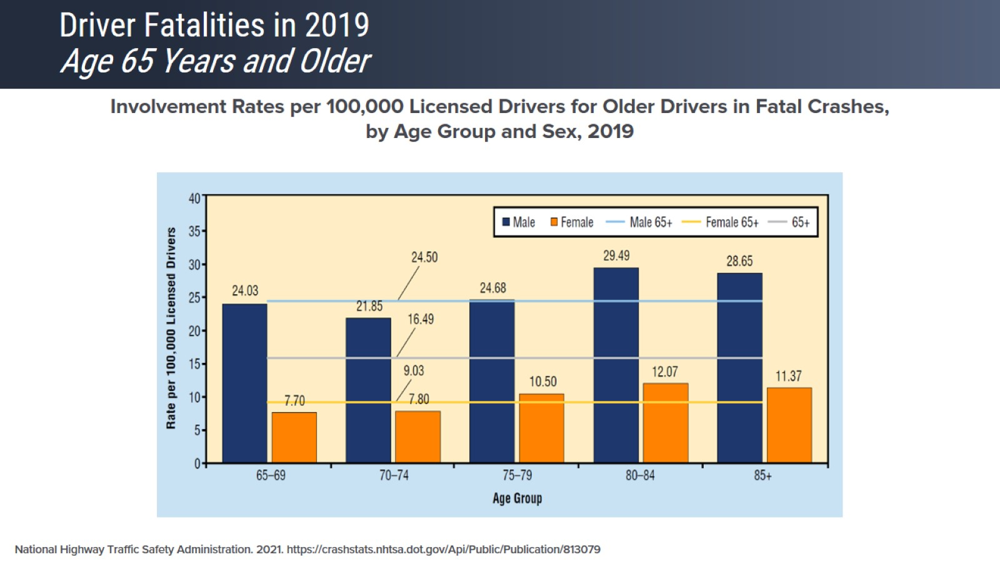 Driver Fatalities in 2019
Age 65 Years and Older
Involvement Rates per 100,000 Licensed Drivers for Older Drivers in Fatal Crashes,
by Age Group and Sex, 2019
Rate per 100,000 Licensed Drivers
40
35
30
25
20
15
10
5
0
Male Female Male 65+ Female 65+ 65+
24.03
7.70
24.50
21.85
16.49
9.03
7.80
24.68
10.50
29.49
12.07
28.65
11.37
65–69 70–74 75–79 80–84 85+
Age Group
National Highway Traffic Safety Administration. 2021. https://crashstats.nhtsa.dot.gov/Api/Public/Publication/813079